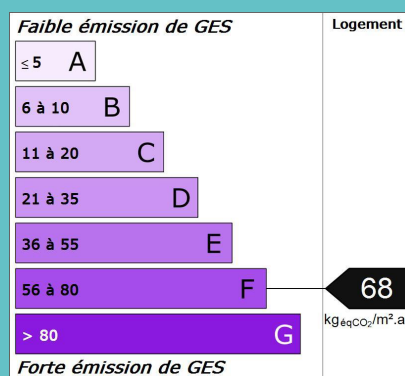 Faible émission de GES
Logement
≤ 5 A
6 à 10 B
11 à 20 C
21 à 35 D
36 à 55 E
56 à 80 F
68
kgéqCO₂/m².a
> 80 G
Forte émission de GES